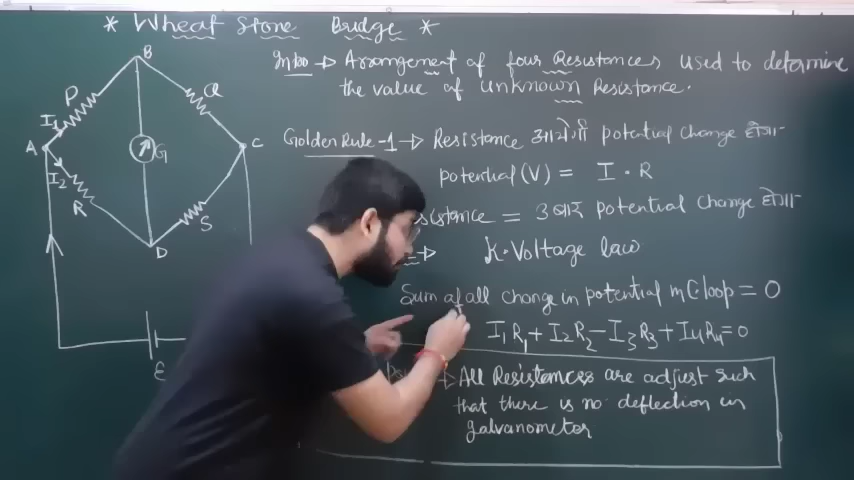 * Wheat Stone Bridge *
Intro → Arrangement of four Resistances used to determine
the value of unknown Resistance.
Golden Rule-1 → Resistance आयेगी potential change होगा
potential (V) = I · R
sistance = 3 बार potential change होगा
→ K·Voltage law
Sum of all change in potential in C loop = 0
I₁R₁ + I₂R₂ - I₃R₃ + I₄R₄ = 0
→ All Resistances are adjust such
that there is no deflection in
galvanometer
B
P
Q
I₁
A
G
C
I₂
R
S
D
E